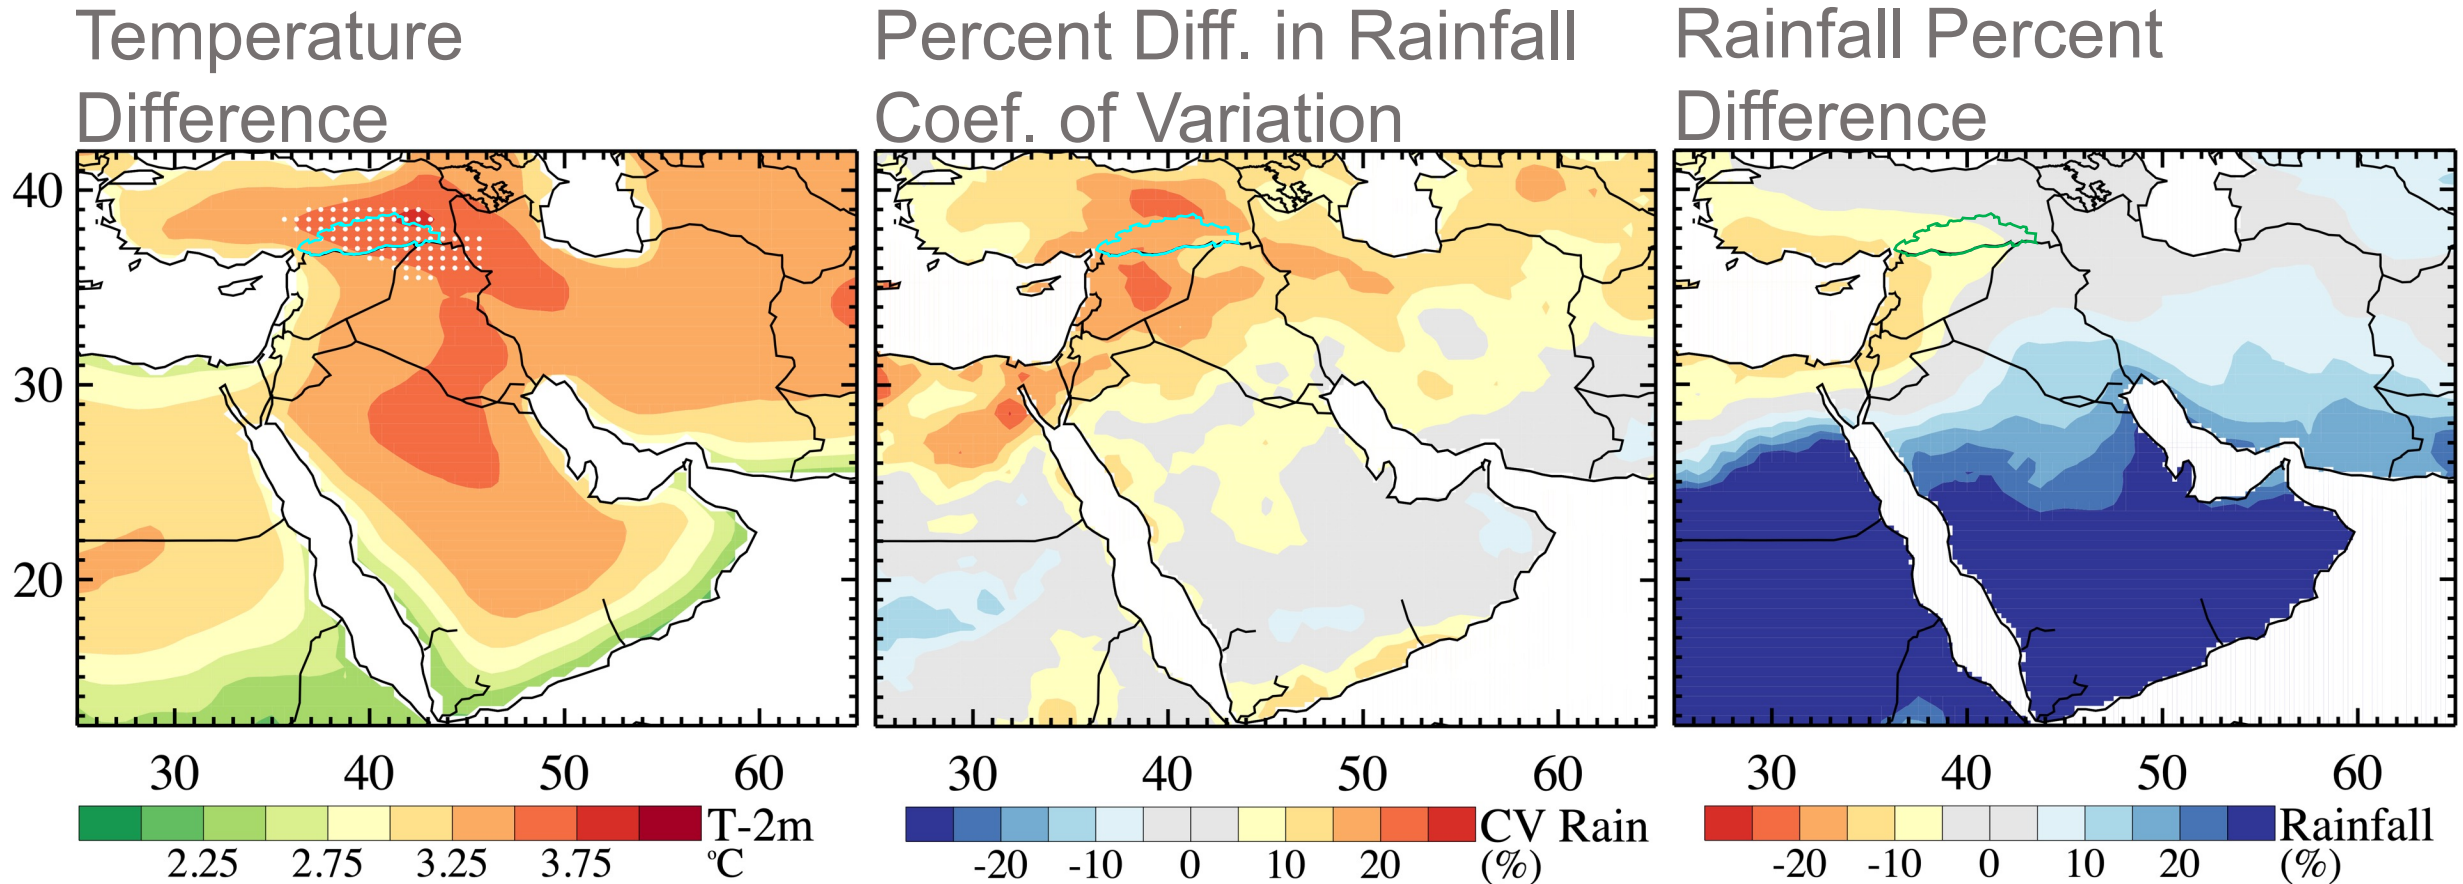 Temperature
Difference
Percent Diff. in Rainfall
Coef. of Variation
Rainfall Percent
Difference
40
30
20
30 40 50 60
30 40 50 60
30 40 50 60
T-2m
2.25 2.75 3.25 3.75 °C
CV Rain
-20 -10 0 10 20 (%)
Rainfall
-20 -10 0 10 20 (%)